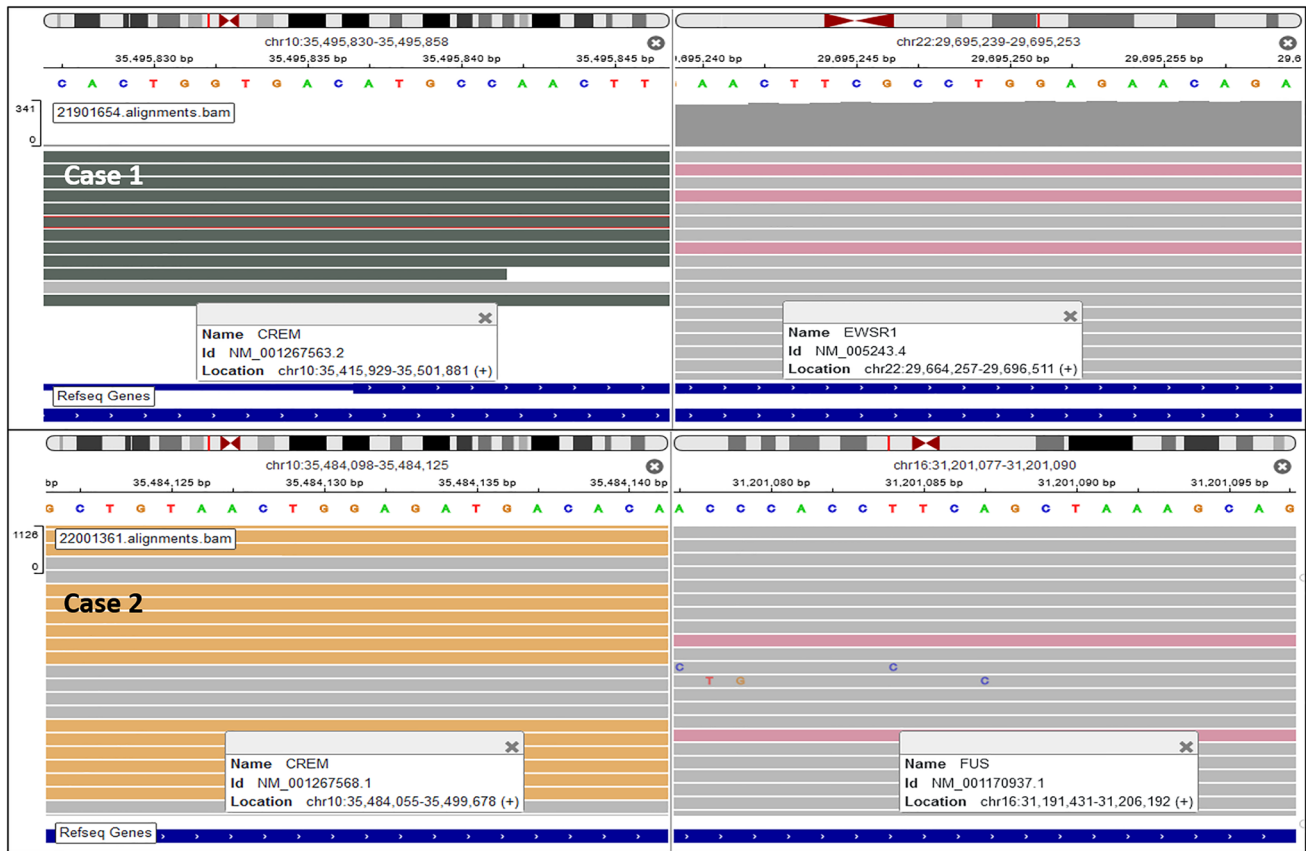 chr10:35,495,830-35,495,858
35,495,830 bp 35,495,835 bp 35,495,840 bp 35,495,845 bp
C A C T G G T G A C A T G C C A A C T T
341
0
21901654.alignments.bam
Case 1
Name CREM
Id NM_001267563.2
Location chr10:35,415,929-35,501,881 (+)
Refseq Genes
chr22:29,695,239-29,695,253
,695,240 bp 29,695,245 bp 29,695,250 bp 29,695,255 bp 29,6
A A C T T C G C C T G G A G A A C A G A
Name EWSR1
Id NM_005243.4
Location chr22:29,664,257-29,696,511 (+)
chr10:35,484,098-35,484,125
bp 35,484,125 bp 35,484,130 bp 35,484,135 bp 35,484,140 bp
G C T G T A A C T G G A G A T G A C A C A
1126
0
22001361.alignments.bam
Case 2
Name CREM
Id NM_001267568.1
Location chr10:35,484,055-35,499,678 (+)
Refseq Genes
chr16:31,201,077-31,201,090
31,201,080 bp 31,201,085 bp 31,201,090 bp 31,201,095 bp
A C C C A C C T T C A G C T A A A G C A G
C C
T G C
Name FUS
Id NM_001170937.1
Location chr16:31,191,431-31,206,192 (+)